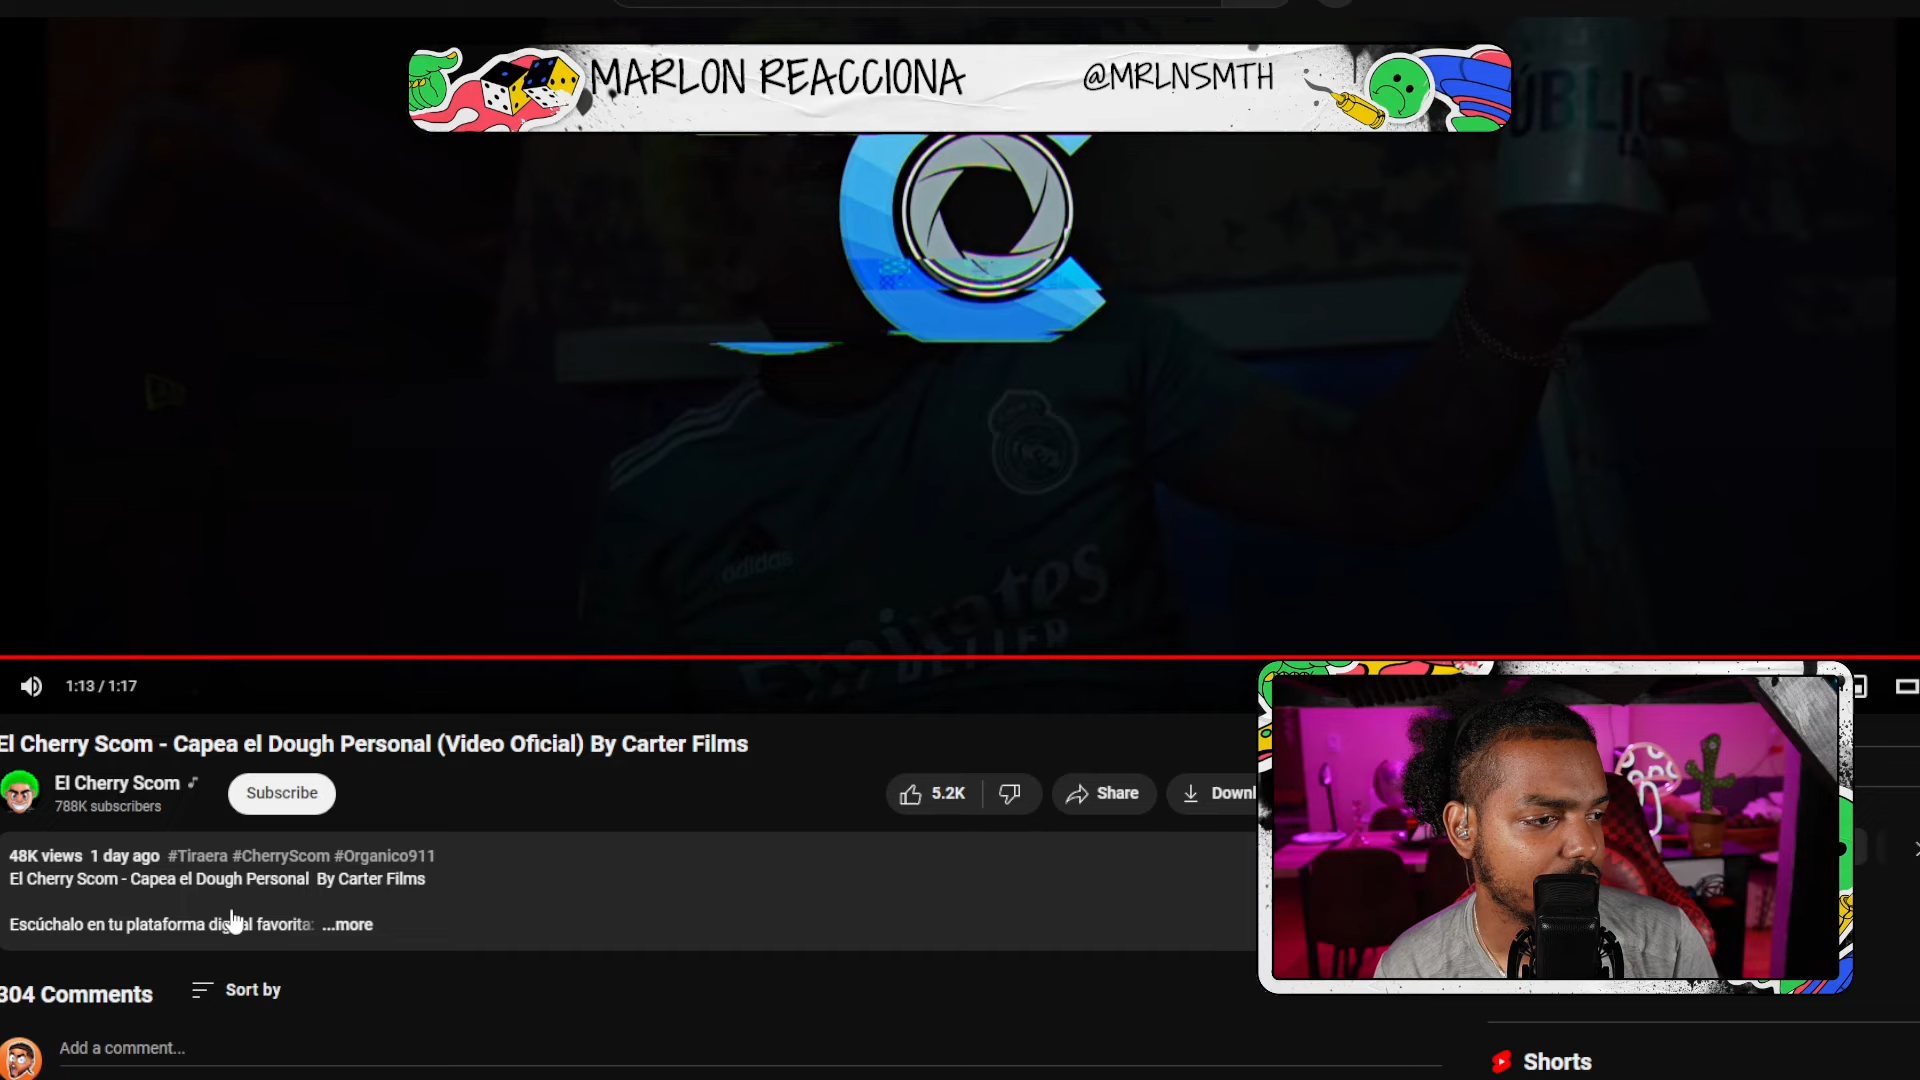 MARLON REACCIONA
@MRLNSMTH
adidas
Emirates
BETTER
1:13 / 1:17
El Cherry Scom - Capea el Dough Personal (Video Oficial) By Carter Films
El Cherry Scom
788K subscribers
Subscribe
5.2K
Share
Downl
48K views 1 day ago #Tiraera #CherryScom #Organico911
El Cherry Scom - Capea el Dough Personal By Carter Films
Escúchalo en tu plataforma digital favorita: ...more
304 Comments
Sort by
Add a comment...
Shorts